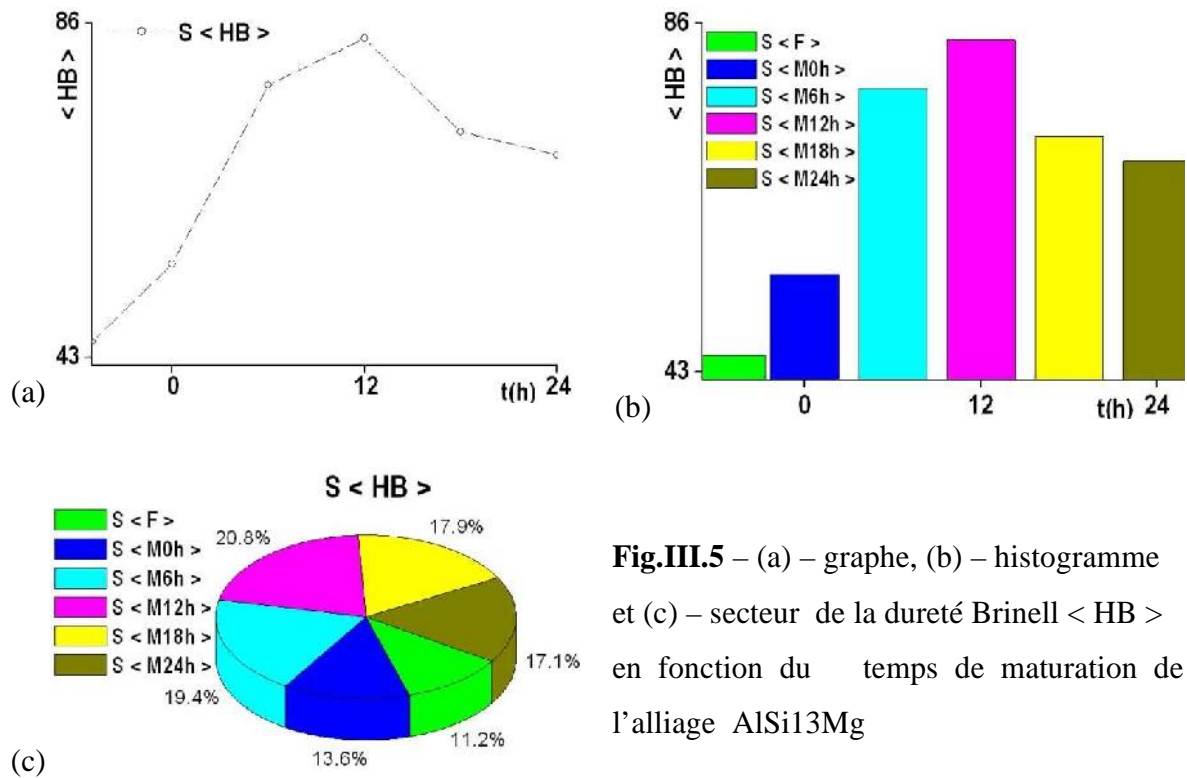 86
S < HB >
< HB >
43
0
12
t(h)
24
(a)
86
S < F >
S < M0h >
S < M6h >
S < M12h >
S < M18h >
S < M24h >
< HB >
43
0
12
t(h)
24
(b)
S < HB >
S < F >
S < M0h >
S < M6h >
S < M12h >
S < M18h >
S < M24h >
20.8%
17.9%
19.4%
17.1%
13.6%
11.2%
(c)
Fig.III.5 – (a) – graphe, (b) – histogramme
et (c) – secteur de la dureté Brinell < HB >
en fonction du temps de maturation de
l’alliage AlSi13Mg